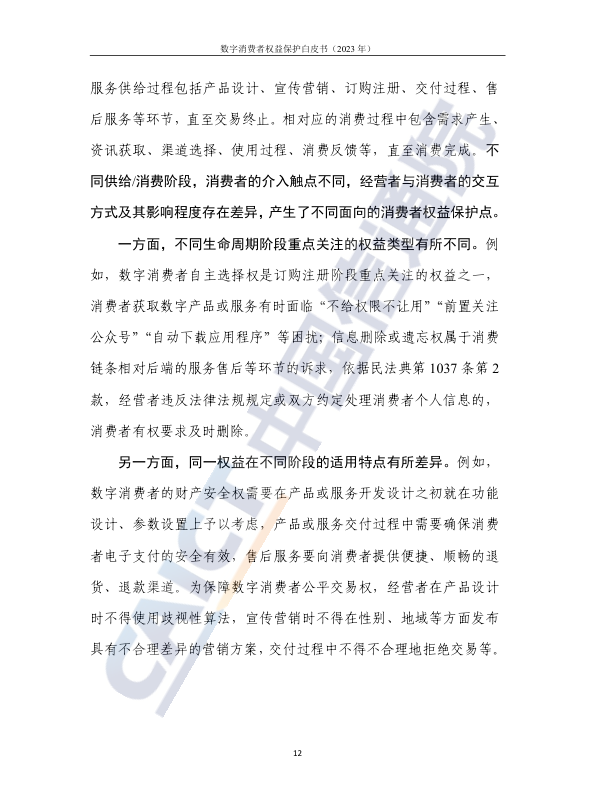 数字消费者权益保护白皮书（2023 年）
服务供给过程包括产品设计、宣传营销、订购注册、交付过程、售
后服务等环节，直至交易终止。相对应的消费过程中包含需求产生、
资讯获取、渠道选择、使用过程、消费反馈等，直至消费完成。不
同供给/消费阶段，消费者的介入触点不同，经营者与消费者的交互
方式及其影响程度存在差异，产生了不同面向的消费者权益保护点。
一方面，不同生命周期阶段重点关注的权益类型有所不同。例
如，数字消费者自主选择权是订购注册阶段重点关注的权益之一，
消费者获取数字产品或服务有时面临“不给权限不让用”“前置关注
公众号”“自动下载应用程序”等困扰；信息删除或遗忘权属于消费
链条相对后端的服务售后等环节的诉求，依据民法典第 1037 条第 2
款，经营者违反法律法规规定或双方约定处理消费者个人信息的，
消费者有权要求及时删除。
另一方面，同一权益在不同阶段的适用特点有所差异。例如，
数字消费者的财产安全权需要在产品或服务开发设计之初就在功能
设计、参数设置上予以考虑，产品或服务交付过程中需要确保消费
者电子支付的安全有效，售后服务要向消费者提供便捷、顺畅的退
货、退款渠道。为保障数字消费者公平交易权，经营者在产品设计
时不得使用歧视性算法，宣传营销时不得在性别、地域等方面发布
具有不合理差异的营销方案，交付过程中不得不合理地拒绝交易等。
CAICT 中国信通院
12